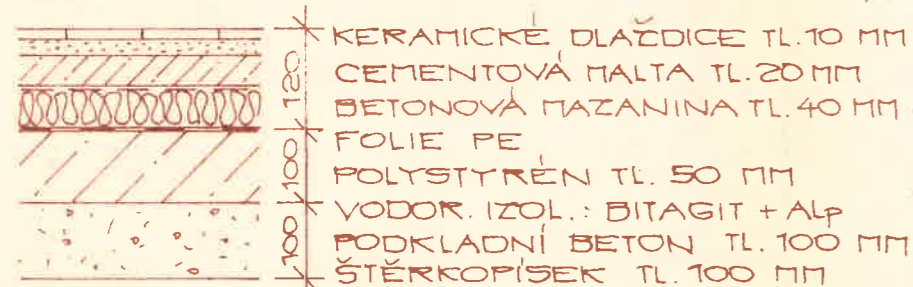 KERAMICKÉ DLAŽDICE TL. 10 MM
CEMENTOVÁ MALTA TL. 20 MM
BETONOVÁ MAZANINA TL. 40 MM
FOLIE PE
POLYSTYRÉN TL. 50 MM
VODOR. IZOL.: BITAGIT + ALP
PODKLADNÍ BETON TL. 100 MM
ŠTĚRKOPÍSEK TL. 100 MM
120
100
100